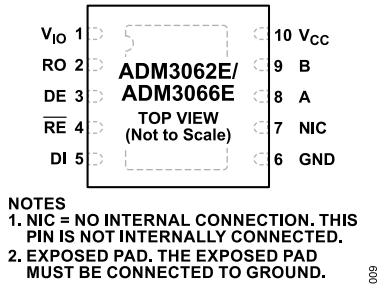 V_IO 1
RO 2
DE 3
R̅E̅ 4
DI 5
ADM3062E/
ADM3066E
TOP VIEW
(Not to Scale)
10 V_CC
9 B
8 A
7 NIC
6 GND
NOTES
1. NIC = NO INTERNAL CONNECTION. THIS
PIN IS NOT INTERNALLY CONNECTED.
2. EXPOSED PAD. THE EXPOSED PAD
MUST BE CONNECTED TO GROUND.
009